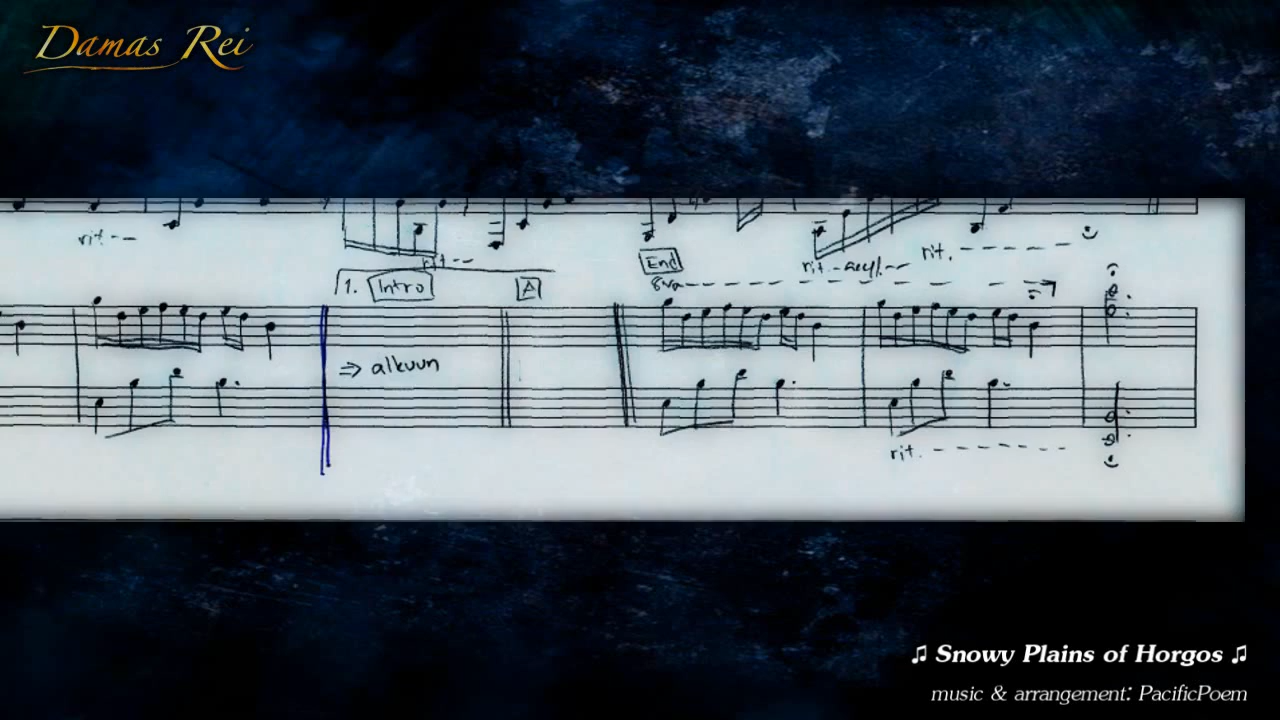 Damas Rei
rit--
rit--
rit.
rit.
End
1. Intro
A
8va
⇒ alkuun
rit.
♫ Snowy Plains of Horgos ♫
music & arrangement: PacificPoem